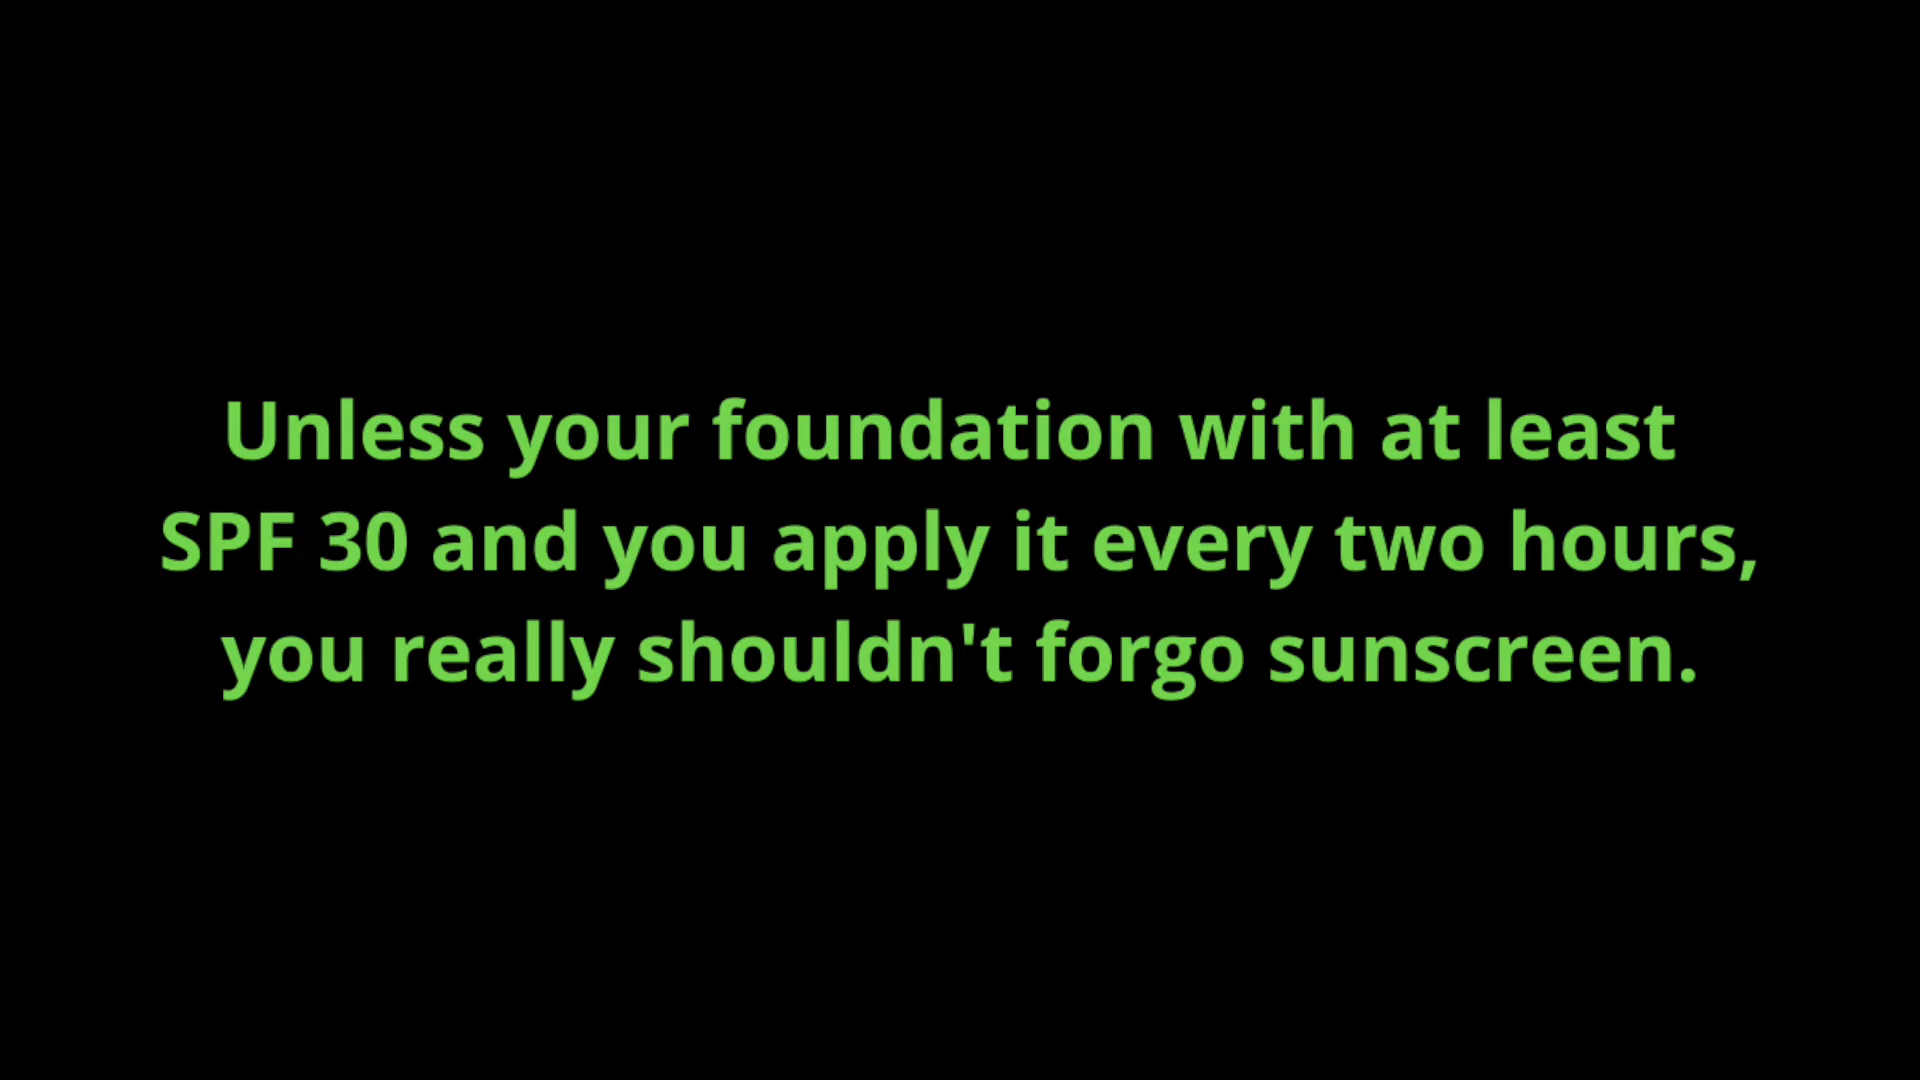 Unless your foundation with at least
SPF 30 and you apply it every two hours,
you really shouldn't forgo sunscreen.